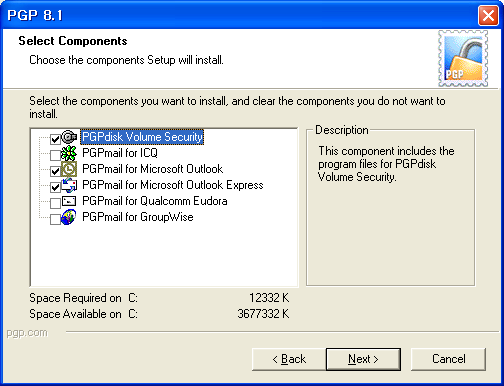 PGP 8.1
Select Components
Choose the components Setup will install.
PGP
Select the components you want to install, and clear the components you do not want to
install.
PGPdisk Volume Security
PGPmail for ICQ
PGPmail for Microsoft Outlook
PGPmail for Microsoft Outlook Express
PGPmail for Qualcomm Eudora
PGPmail for GroupWise
Description
This component includes the
program files for PGPdisk
Volume Security.
Space Required on C: 12332 K
Space Available on C: 3677332 K
pgp.com
< Back
Next >
Cancel